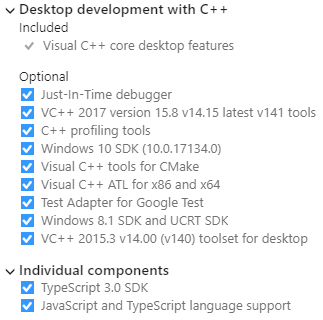 Desktop development with C++
Included
Visual C++ core desktop features
Optional
Just-In-Time debugger
VC++ 2017 version 15.8 v14.15 latest v141 tools
C++ profiling tools
Windows 10 SDK (10.0.17134.0)
Visual C++ tools for CMake
Visual C++ ATL for x86 and x64
Test Adapter for Google Test
Windows 8.1 SDK and UCRT SDK
VC++ 2015.3 v14.00 (v140) toolset for desktop
Individual components
TypeScript 3.0 SDK
JavaScript and TypeScript language support